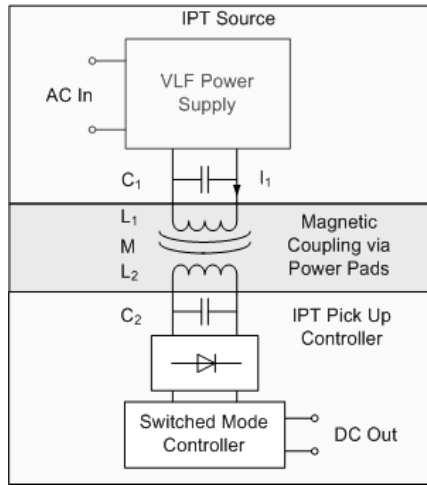 IPT Source
VLF Power
Supply
AC In
C₁
I₁
L₁
M
L₂
Magnetic
Coupling via
Power Pads
C₂
IPT Pick Up
Controller
Switched Mode
Controller
DC Out